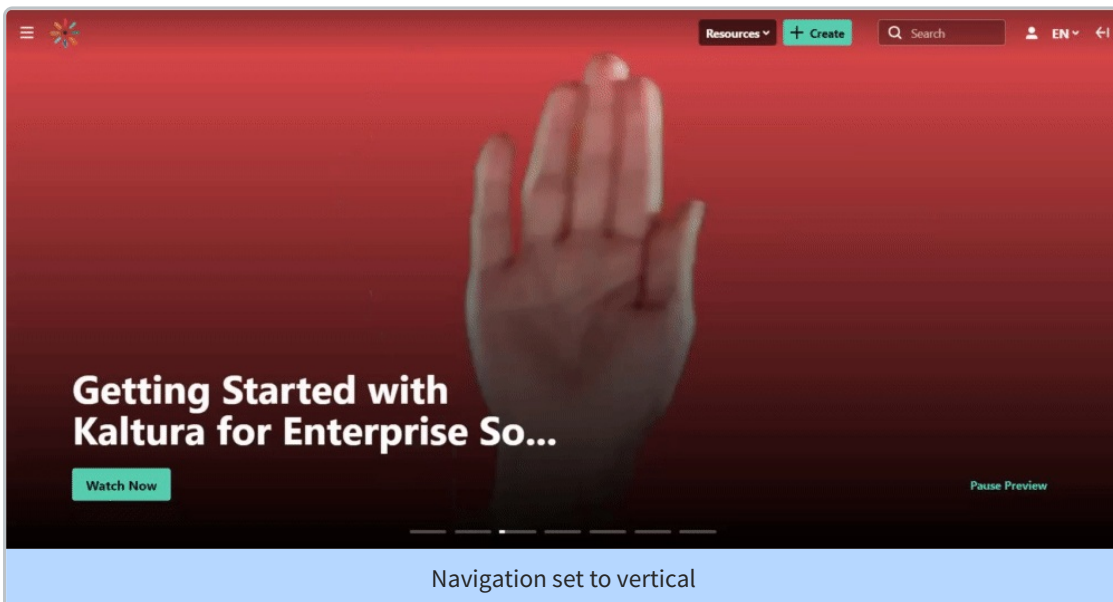 Resources
+ Create
Search
EN
Getting Started with
Kaltura for Enterprise So...
Watch Now
Pause Preview
Navigation set to vertical